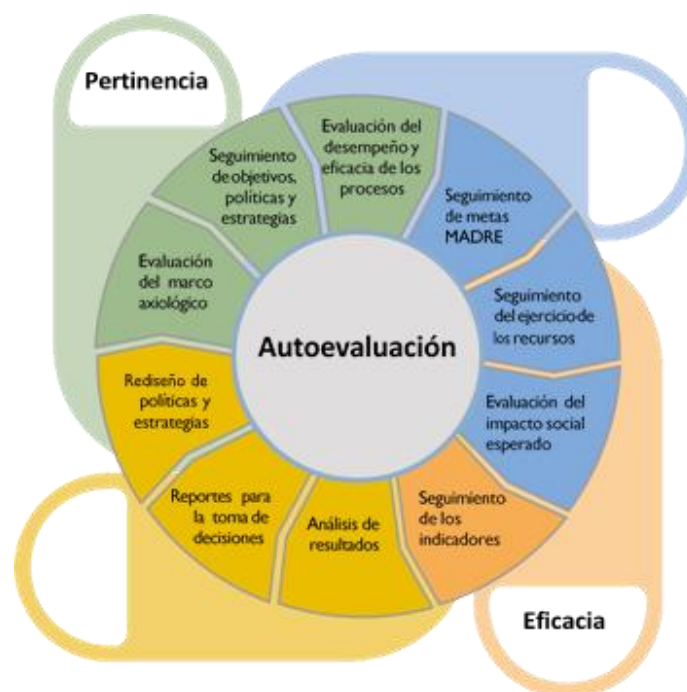 Pertinencia
Evaluación del
desempeño y
eficacia de los
procesos
Seguimiento
de objetivos,
políticas y
estrategias
Seguimiento
de metas
MADRE
Evaluación
del marco
axiológico
Seguimiento
del ejercicio de
los recursos
Autoevaluación
Rediseño de
políticas y
estrategias
Evaluación del
impacto social
esperado
Reportes para
la toma de
decisiones
Análisis de
resultados
Seguimiento
de los
indicadores
Eficacia